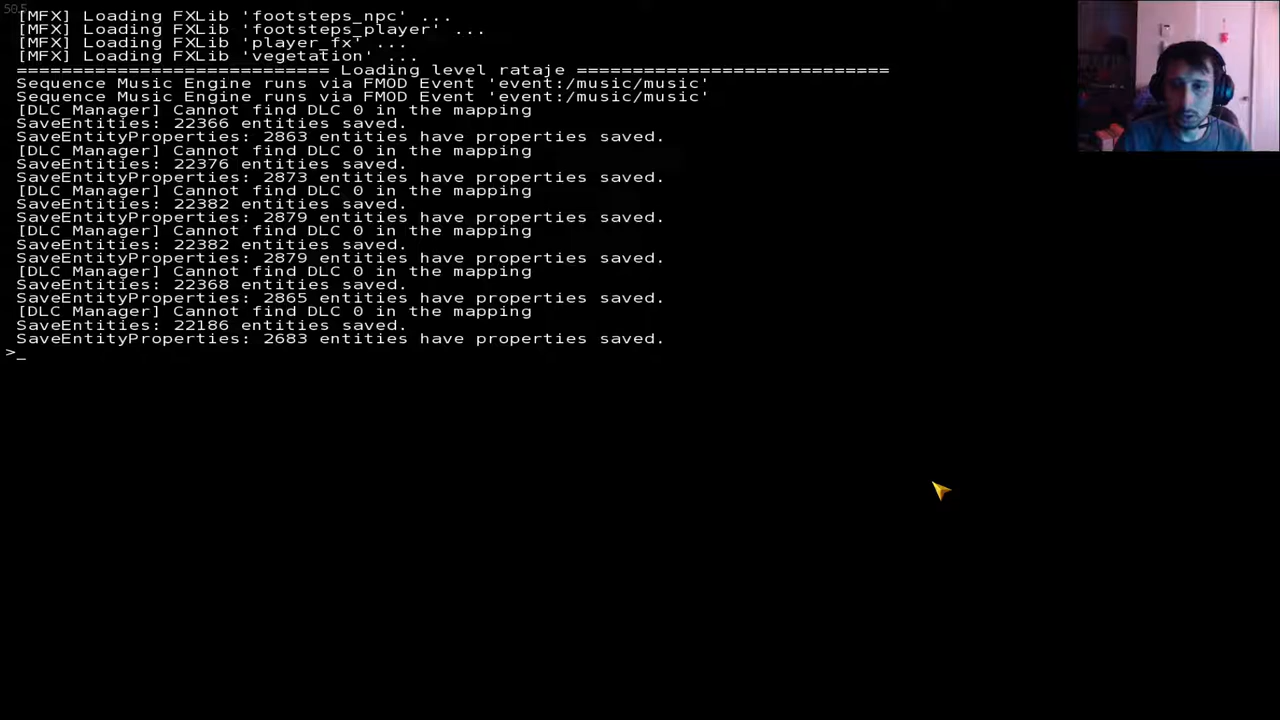 50.5
[MFX] Loading FXLib 'footsteps_npc' ...
[MFX] Loading FXLib 'footsteps_player' ...
[MFX] Loading FXLib 'player_fx' ...
[MFX] Loading FXLib 'vegetation' ...
============================ Loading level rataje ============================
Sequence Music Engine runs via FMOD Event 'event:/music/music'
Sequence Music Engine runs via FMOD Event 'event:/music/music'
[DLC Manager] Cannot find DLC 0 in the mapping
SaveEntities: 22366 entities saved.
SaveEntityProperties: 2863 entities have properties saved.
[DLC Manager] Cannot find DLC 0 in the mapping
SaveEntities: 22376 entities saved.
SaveEntityProperties: 2873 entities have properties saved.
[DLC Manager] Cannot find DLC 0 in the mapping
SaveEntities: 22382 entities saved.
SaveEntityProperties: 2879 entities have properties saved.
[DLC Manager] Cannot find DLC 0 in the mapping
SaveEntities: 22382 entities saved.
SaveEntityProperties: 2879 entities have properties saved.
[DLC Manager] Cannot find DLC 0 in the mapping
SaveEntities: 22368 entities saved.
SaveEntityProperties: 2865 entities have properties saved.
[DLC Manager] Cannot find DLC 0 in the mapping
SaveEntities: 22186 entities saved.
SaveEntityProperties: 2683 entities have properties saved.
>_